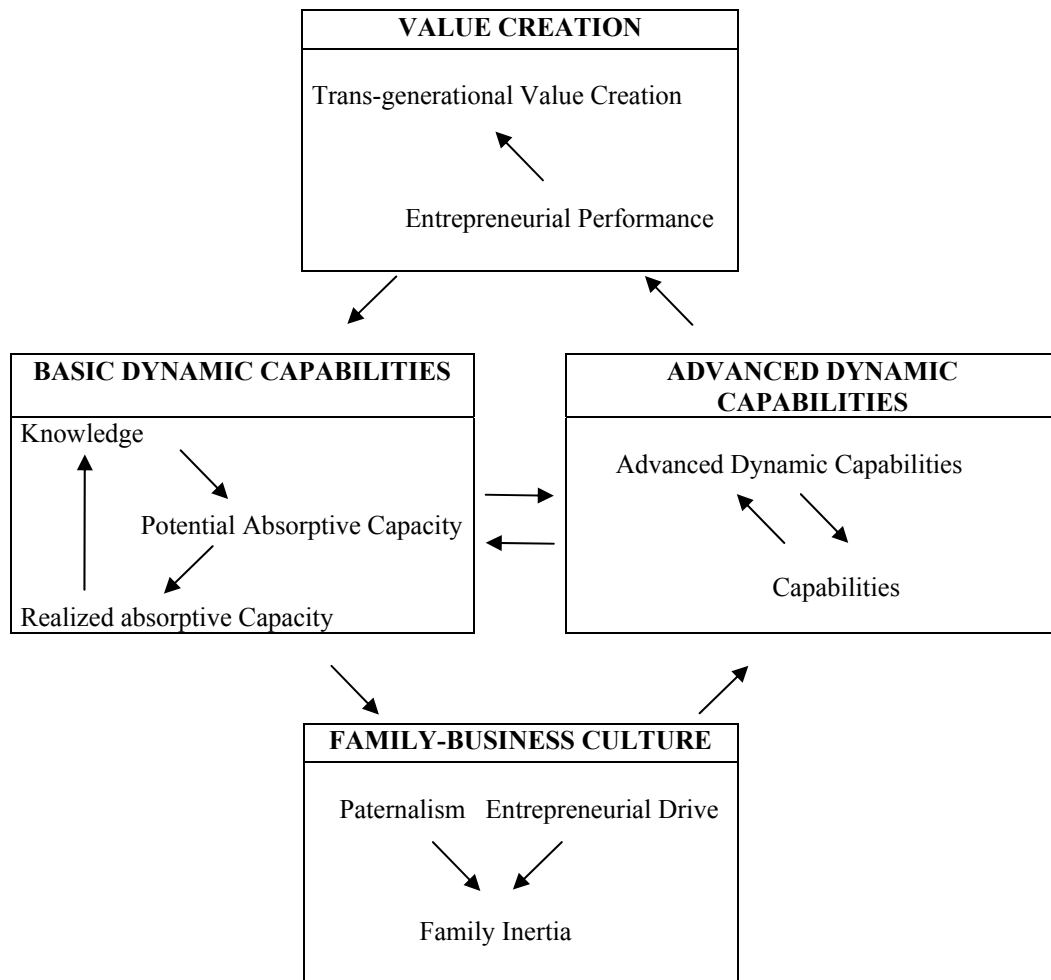 VALUE CREATION
Trans-generational Value Creation
Entrepreneurial Performance
BASIC DYNAMIC CAPABILITIES
Knowledge
Potential Absorptive Capacity
Realized absorptive Capacity
ADVANCED DYNAMIC
CAPABILITIES
Advanced Dynamic Capabilities
Capabilities
FAMILY-BUSINESS CULTURE
Paternalism Entrepreneurial Drive
Family Inertia